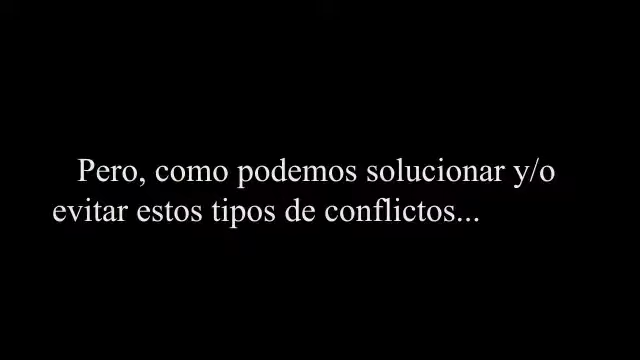 Pero, como podemos solucionar y/o
evitar estos tipos de conflictos...